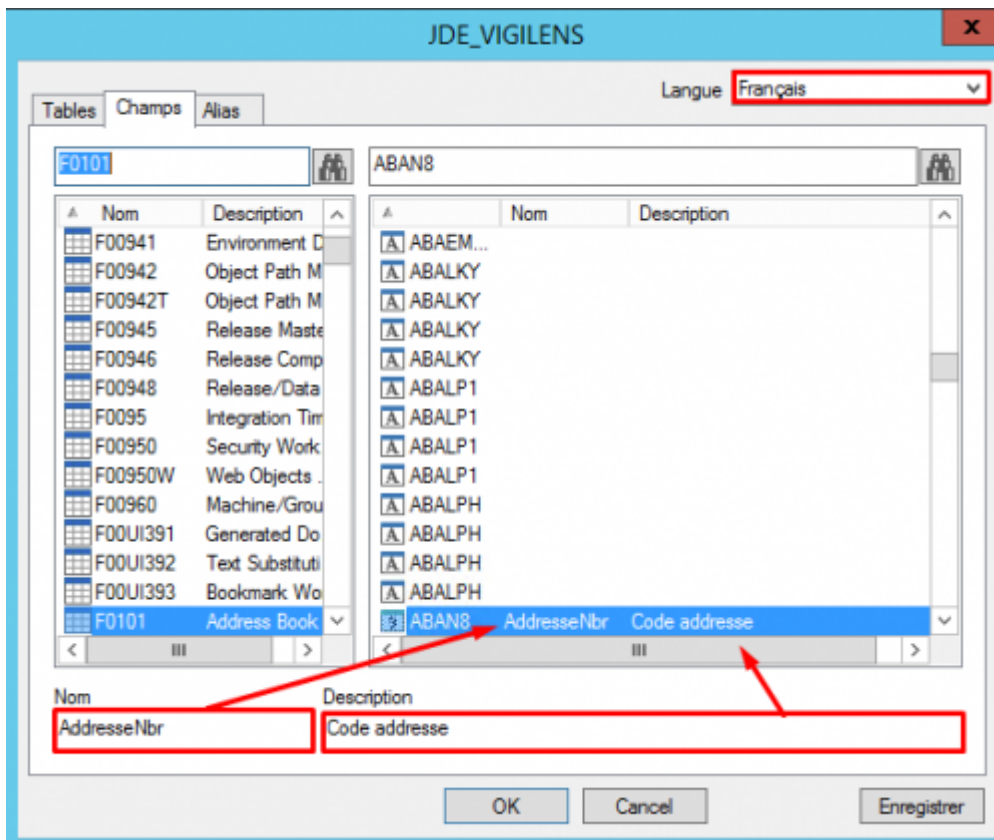 JDE_VIGILENS
x
Langue Français
Tables Champs Alias
F0101 ABAN8
Nom Description Nom Description
F00941 Environment D ABAEM...
F00942 Object Path M ABALKY
F00942T Object Path M ABALKY
F00945 Release Maste ABALKY
F00946 Release Comp ABALKY
F00948 Release/Data ABALP1
F0095 Integration Tim ABALP1
F00950 Security Work ABALP1
F00950W Web Objects . ABALP1
F00960 Machine/Grou ABALPH
F00UI391 Generated Do ABALPH
F00UI392 Text Substituti ABALPH
F00UI393 Bookmark Wo ABALPH
F0101 Address Book ABAN8 AddresseNbr Code addresse
Nom Description
AddresseNbr Code addresse
OK Cancel Enregistrer